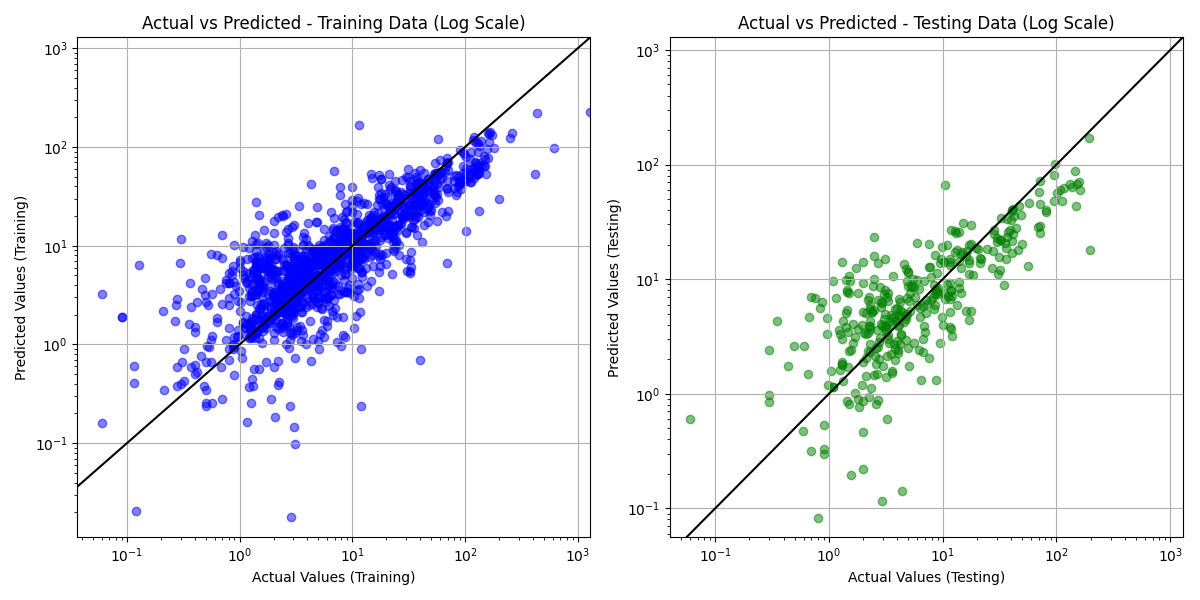 Actual vs Predicted - Training Data (Log Scale)
Predicted Values (Training)
10³
10²
10¹
10⁰
10⁻¹
10⁻¹ 10⁰ 10¹ 10² 10³
Actual Values (Training)
Actual vs Predicted - Testing Data (Log Scale)
Predicted Values (Testing)
10³
10²
10¹
10⁰
10⁻¹
10⁻¹ 10⁰ 10¹ 10² 10³
Actual Values (Testing)